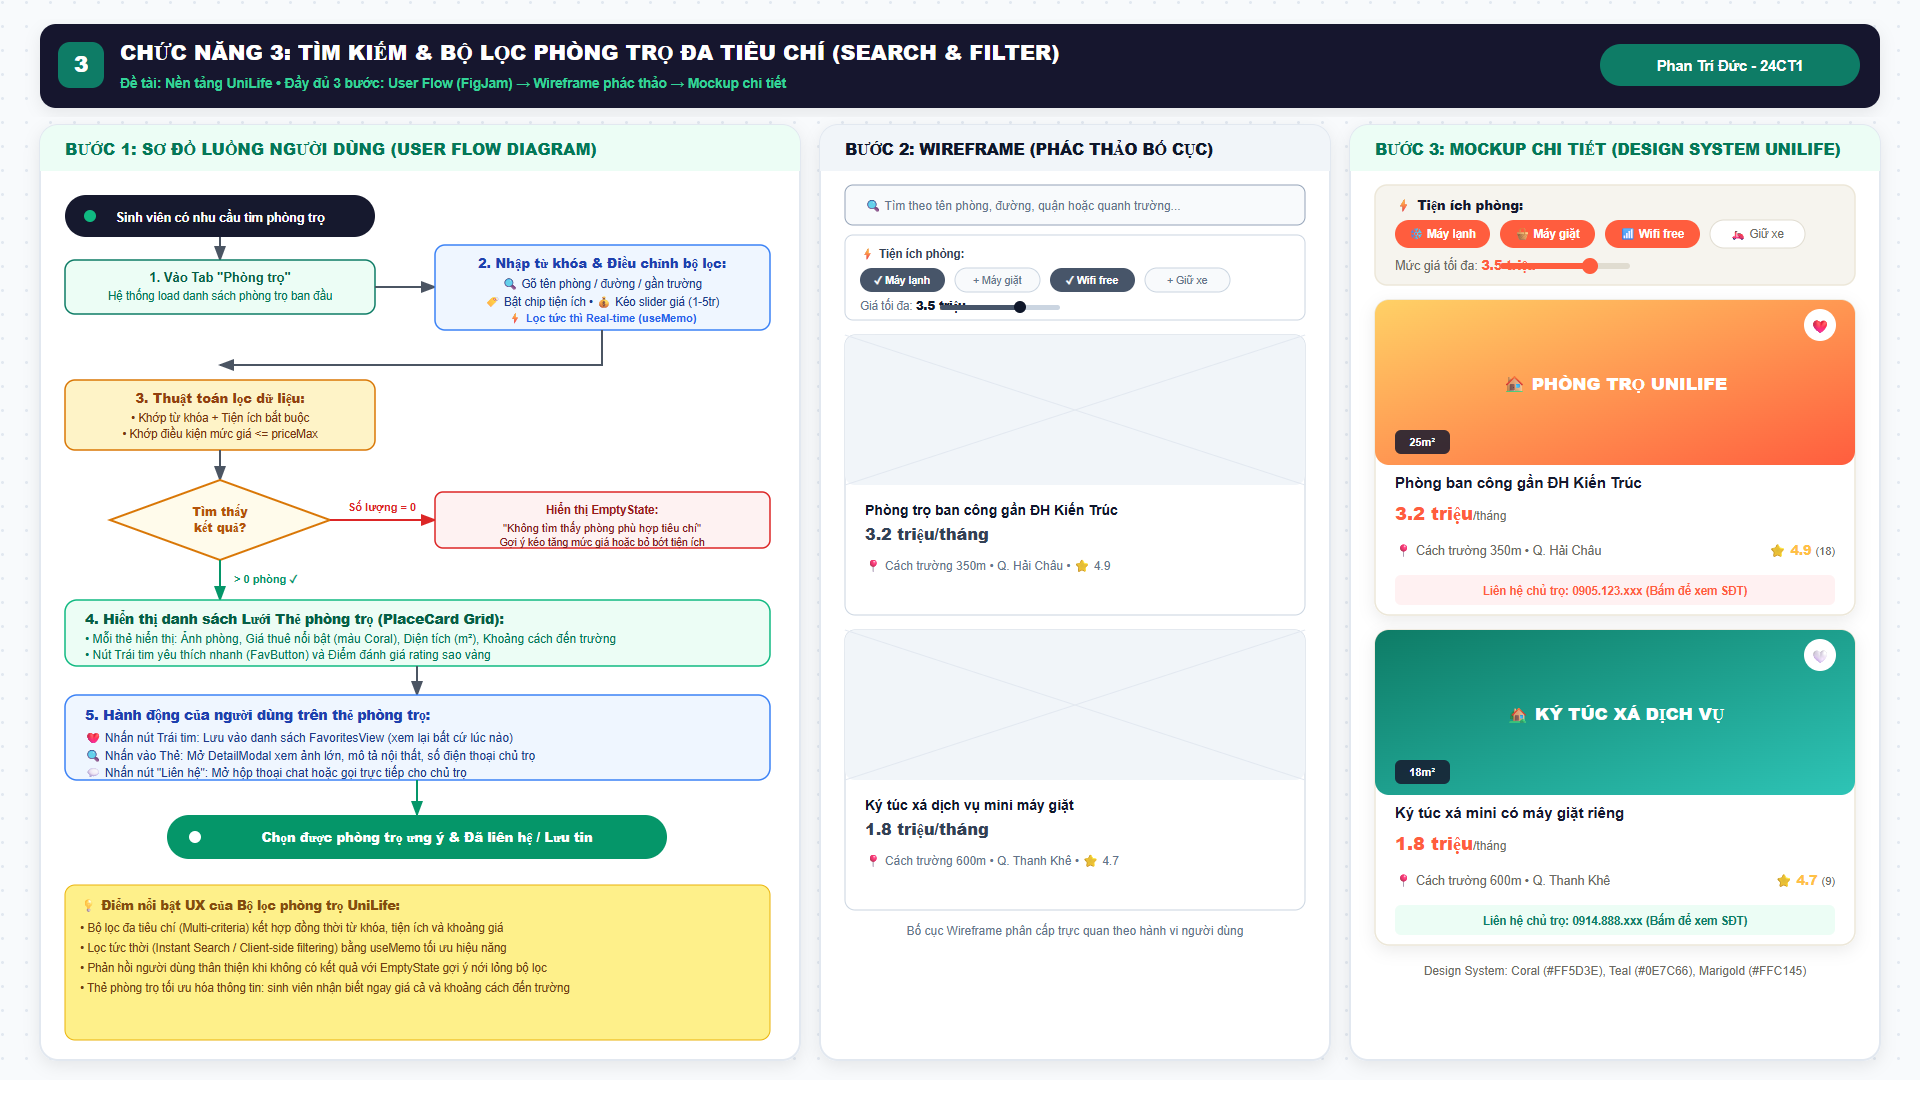 3
CHỨC NĂNG 3: TÌM KIẾM & BỘ LỌC PHÒNG TRỌ ĐA TIÊU CHÍ (SEARCH & FILTER)
Đề tài: Nền tảng UniLife • Đầy đủ 3 bước: User Flow (FigJam) → Wireframe phác thảo → Mockup chi tiết
Phan Trí Đức - 24CT1
BƯỚC 1: SƠ ĐỒ LUỒNG NGƯỜI DÙNG (USER FLOW DIAGRAM)
Sinh viên có nhu cầu tìm phòng trọ
1. Vào Tab "Phòng trọ"
Hệ thống load danh sách phòng trọ ban đầu
2. Nhập từ khóa & Điều chỉnh bộ lọc:
🔍 Gõ tên phòng / đường / gần trường
🏷️ Bật chip tiện ích • 💰 Kéo slider giá (1-5tr)
⚡ Lọc tức thì Real-time (useMemo)
3. Thuật toán lọc dữ liệu:
• Khớp từ khóa + Tiện ích bắt buộc
• Khớp điều kiện mức giá <= priceMax
Tìm thấy
kết quả?
Số lượng = 0
Hiển thị EmptyState:
"Không tìm thấy phòng phù hợp tiêu chí"
Gợi ý kéo tăng mức giá hoặc bỏ bớt tiện ích
> 0 phòng ✓
4. Hiển thị danh sách Lưới Thẻ phòng trọ (PlaceCard Grid):
• Mỗi thẻ hiển thị: Ảnh phòng, Giá thuê nổi bật (màu Coral), Diện tích (m²), Khoảng cách đến trường
• Nút Trái tim yêu thích nhanh (FavButton) và Điểm đánh giá rating sao vàng
5. Hành động của người dùng trên thẻ phòng trọ:
❤️ Nhấn nút Trái tim: Lưu vào danh sách FavoritesView (xem lại bất cứ lúc nào)
🔍 Nhấn vào Thẻ: Mở DetailModal xem ảnh lớn, mô tả nội thất, số điện thoại chủ trọ
💬 Nhấn nút "Liên hệ": Mở hộp thoại chat hoặc gọi trực tiếp cho chủ trọ
Chọn được phòng trọ ưng ý & Đã liên hệ / Lưu tin
💡 Điểm nổi bật UX của Bộ lọc phòng trọ UniLife:
• Bộ lọc đa tiêu chí (Multi-criteria) kết hợp đồng thời từ khóa, tiện ích và khoảng giá
• Lọc tức thời (Instant Search / Client-side filtering) bằng useMemo tối ưu hiệu năng
• Phản hồi người dùng thân thiện khi không có kết quả với EmptyState gợi ý nới lỏng bộ lọc
• Thẻ phòng trọ tối ưu hóa thông tin: sinh viên nhận biết ngay giá cả và khoảng cách đến trường
BƯỚC 2: WIREFRAME (PHÁC THẢO BỐ CỤC)
🔍 Tìm theo tên phòng, đường, quận hoặc quanh trường...
⚡ Tiện ích phòng:
✓ Máy lạnh
+ Máy giặt
✓ Wifi free
+ Giữ xe
Giá tối đa: 3.5 triệu
Phòng trọ ban công gần ĐH Kiến Trúc
3.2 triệu/tháng
📍 Cách trường 350m • Q. Hải Châu • ⭐ 4.9
Ký túc xá dịch vụ mini máy giặt
1.8 triệu/tháng
📍 Cách trường 600m • Q. Thanh Khê • ⭐ 4.7
Bố cục Wireframe phân cấp trực quan theo hành vi người dùng
BƯỚC 3: MOCKUP CHI TIẾT (DESIGN SYSTEM UNILIFE)
⚡ Tiện ích phòng:
❄️ Máy lạnh
🧺 Máy giặt
📶 Wifi free
🛵 Giữ xe
Mức giá tối đa: 3.5 triệu
🏠 PHÒNG TRỌ UNILIFE
25m²
Phòng ban công gần ĐH Kiến Trúc
3.2 triệu/tháng
📍 Cách trường 350m • Q. Hải Châu
⭐ 4.9 (18)
Liên hệ chủ trọ: 0905.123.xxx (Bấm để xem SĐT)
🏠 KÝ TÚC XÁ DỊCH VỤ
18m²
Ký túc xá mini có máy giặt riêng
1.8 triệu/tháng
📍 Cách trường 600m • Q. Thanh Khê
⭐ 4.7 (9)
Liên hệ chủ trọ: 0914.888.xxx (Bấm để xem SĐT)
Design System: Coral (#FF5D3E), Teal (#0E7C66), Marigold (#FFC145)